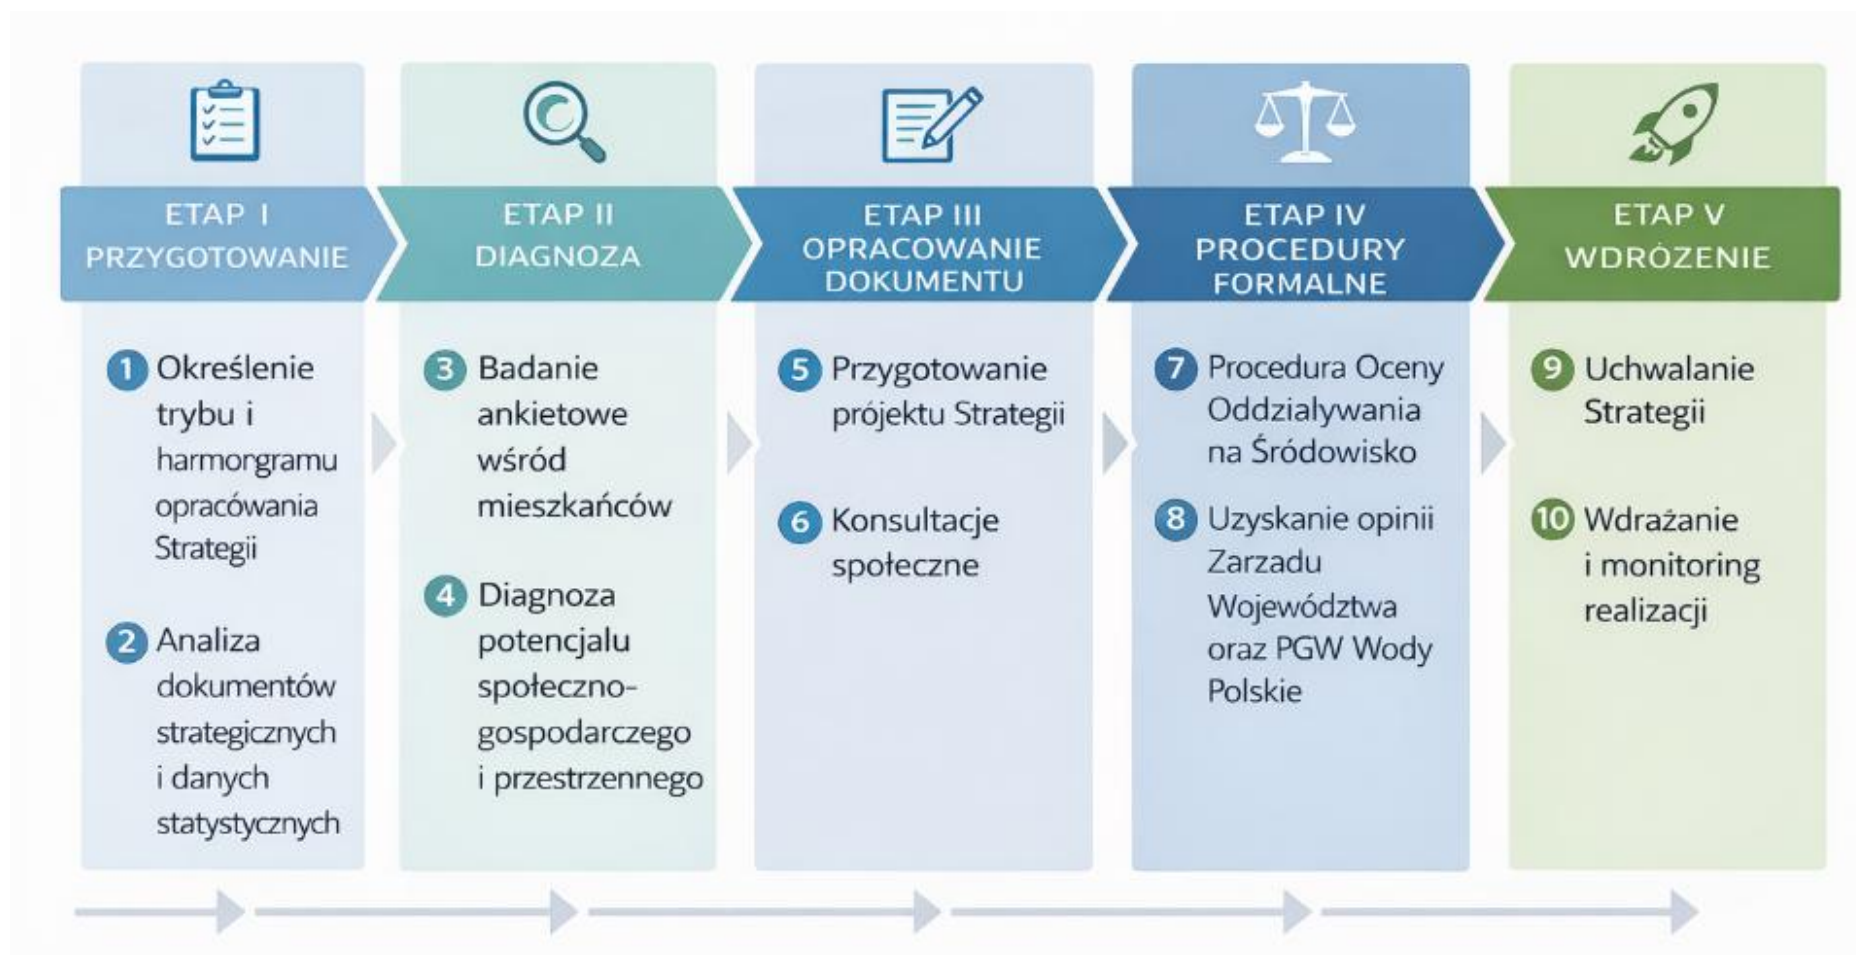 ETAP I
PRZYGOTOWANIE
1 Określenie
trybu i
harmorgramu
opracówania
Strategii
2 Analiza
dokumentów
strategicznych
i danych
statystycznych
ETAP II
DIAGNOZA
3 Badanie
ankietowe
wśród
mieszkańców
4 Diagnoza
potencjalu
społeczno-
gospodarczego
i przestrzennego
ETAP III
OPRACOWANIE
DOKUMENTU
5 Przygotowanie
prójektu Strategii
6 Konsultacje
społeczne
ETAP IV
PROCEDURY
FORMALNE
7 Procedura Oceny
Oddzialywania
na Śródowisko
8 Uzyskanie opinii
Zarzadu
Województwa
oraz PGW Wody
Polskie
ETAP V
WDRÓZENIE
9 Uchwalanie
Strategii
10 Wdrażanie
i monitoring
realizacji